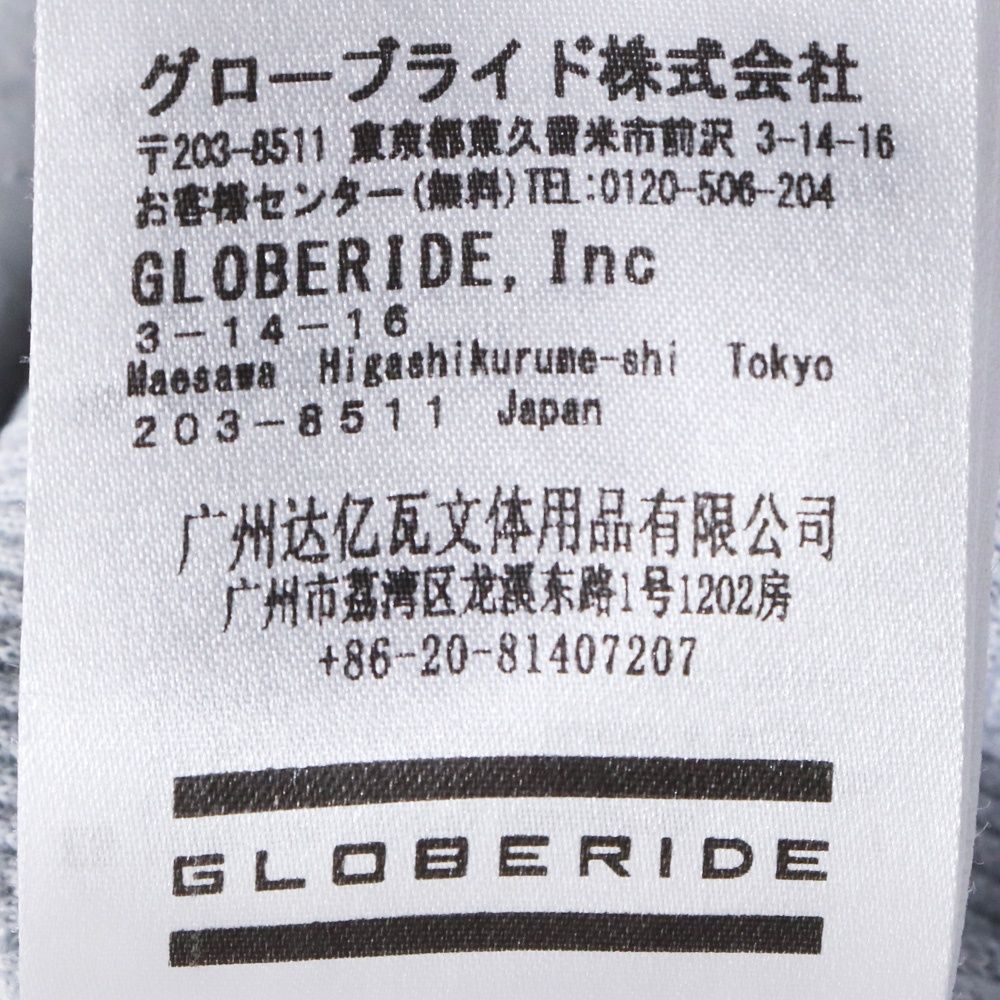 グローブライド株式会社
〒203-8511 東京都東久留米市前沢 3-14-16
お客様センター(無料)TEL:0120-506-204
GLOBERIDE, Inc
3-14-16
Maesawa Higashikurume-shi Tokyo
203-8511 Japan
广州达亿瓦文体用品有限公司
广州市荔湾区龙溪东路1号1202房
+86-20-81407207
GLOBERIDE